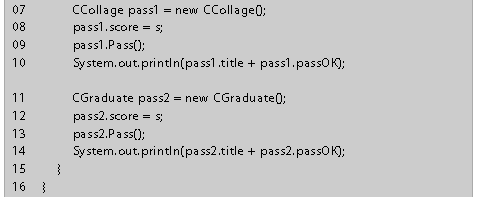 07 CCollage pass1 = new CCollage();
08 pass1.score = s;
09 pass1.Pass();
10 System.out.println(pass1.title + pass1.passOK);
11 CGraduate pass2 = new CGraduate();
12 pass2.score = s;
13 pass2.Pass();
14 System.out.println(pass2.title + pass2.passOK);
15 }
16 }